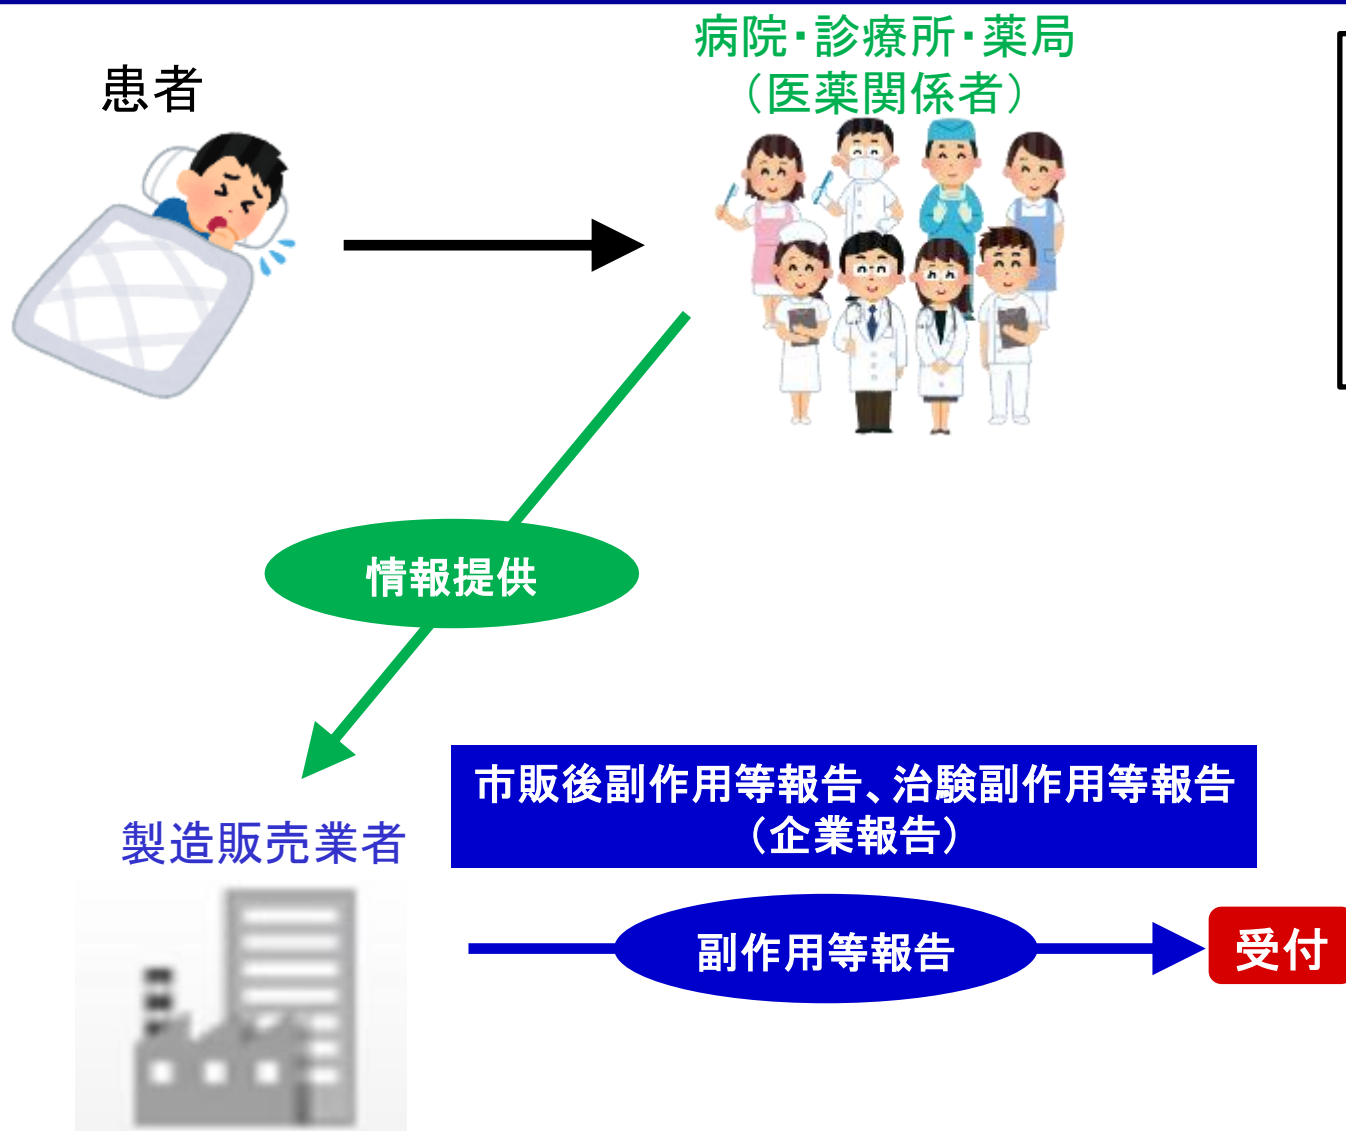 患者
病院・診療所・薬局
（医薬関係者）
情報提供
市販後副作用等報告、治験副作用等報告
（企業報告）
製造販売業者
副作用等報告
受付